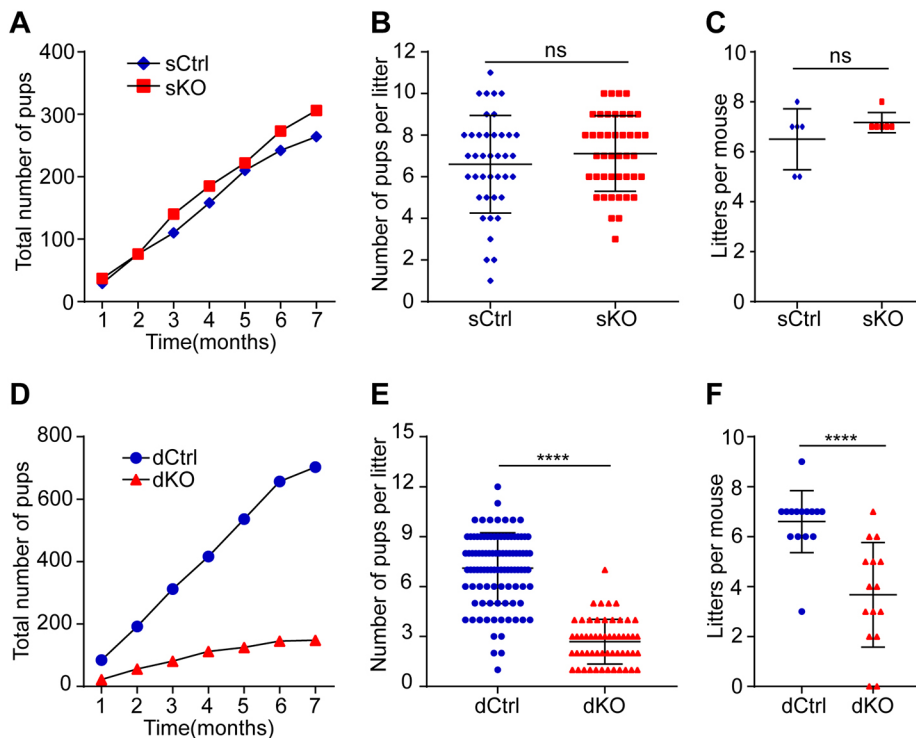 A
400
300
200
100
0
Total number of pups
sCtrl
sKO
1 2 3 4 5 6 7
Time(months)
B
12
10
8
6
4
2
0
Number of pups per litter
ns
sCtrl sKO
C
10
8
6
4
2
0
Litters per mouse
ns
sCtrl sKO
D
800
600
400
200
0
Total number of pups
dCtrl
dKO
1 2 3 4 5 6 7
Time(months)
E
15
12
9
6
3
0
Number of pups per litter
****
dCtrl dKO
F
10
8
6
4
2
0
Litters per mouse
****
dCtrl dKO